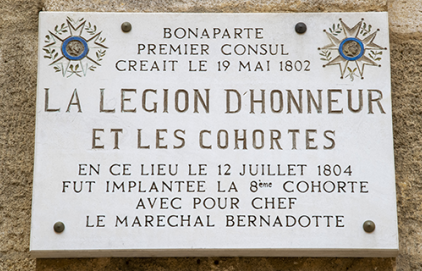 BONAPARTE
PREMIER CONSUL
CREAIT LE 19 MAI 1802
LA LEGION D'HONNEUR
ET LES COHORTES
EN CE LIEU LE 12 JUILLET 1804
FUT IMPLANTEE LA 8ème COHORTE
AVEC POUR CHEF
LE MARECHAL BERNADOTTE